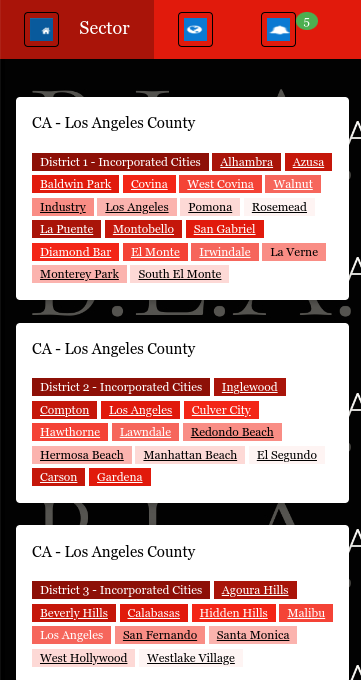 Sector
5
CA - Los Angeles County
District 1 - Incorporated Cities Alhambra Azusa
Baldwin Park Covina West Covina Walnut
Industry Los Angeles Pomona Rosemead
La Puente Montobello San Gabriel
Diamond Bar El Monte Irwindale La Verne
Monterey Park South El Monte
CA - Los Angeles County
District 2 - Incorporated Cities Inglewood
Compton Los Angeles Culver City
Hawthorne Lawndale Redondo Beach
Hermosa Beach Manhattan Beach El Segundo
Carson Gardena
CA - Los Angeles County
District 3 - Incorporated Cities Agoura Hills
Beverly Hills Calabasas Hidden Hills Malibu
Los Angeles San Fernando Santa Monica
West Hollywood Westlake Village